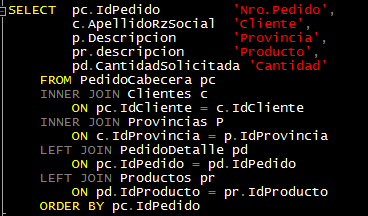 SELECT pc.IdPedido 'Nro.Pedido',
c.ApellidoRzSocial 'Cliente',
p.Descripcion 'Provincia',
pr.descripcion 'Producto',
pd.CantidadSolicitada 'Cantidad'
FROM PedidoCabecera pc
INNER JOIN Clientes c
ON pc.IdCliente = c.IdCliente
INNER JOIN Provincias P
ON c.IdProvincia = p.IdProvincia
LEFT JOIN PedidoDetalle pd
ON pc.IdPedido = pd.IdPedido
LEFT JOIN Productos pr
ON pd.IdProducto = pr.IdProducto
ORDER BY pc.IdPedido